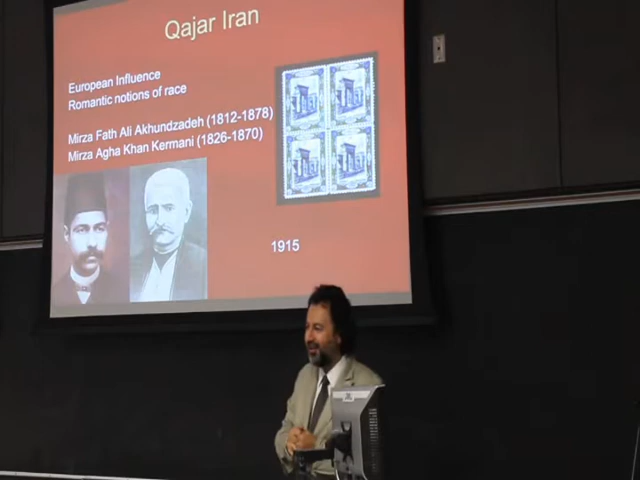 Qajar Iran
European Influence
Romantic notions of race
Mirza Fath Ali Akhundzadeh (1812-1878)
Mirza Agha Khan Kermani (1826-1870)
1915